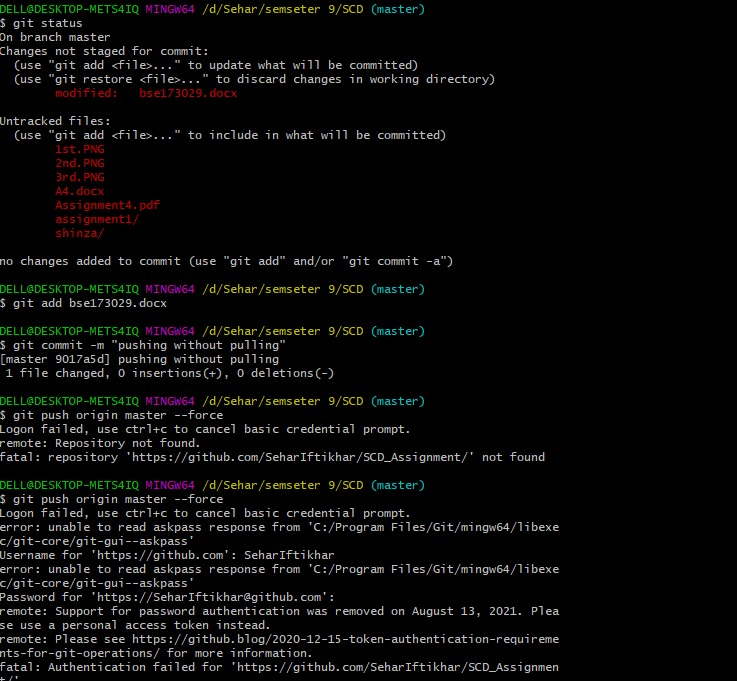 DELL@DESKTOP-METS4IQ MINGW64 /d/Sehar/semseter 9/SCD (master)
$ git status
On branch master
Changes not staged for commit:
  (use "git add <file>..." to update what will be committed)
  (use "git restore <file>..." to discard changes in working directory)
        modified:   bse173029.docx

Untracked files:
  (use "git add <file>..." to include in what will be committed)
        1st.PNG
        2nd.PNG
        3rd.PNG
        A4.docx
        Assignment4.pdf
        assignment1/
        shinza/

no changes added to commit (use "git add" and/or "git commit -a")

DELL@DESKTOP-METS4IQ MINGW64 /d/Sehar/semseter 9/SCD (master)
$ git add bse173029.docx

DELL@DESKTOP-METS4IQ MINGW64 /d/Sehar/semseter 9/SCD (master)
$ git commit -m "pushing without pulling"
[master 9017a5d] pushing without pulling
 1 file changed, 0 insertions(+), 0 deletions(-)

DELL@DESKTOP-METS4IQ MINGW64 /d/Sehar/semseter 9/SCD (master)
$ git push origin master --force
Logon failed, use ctrl+c to cancel basic credential prompt.
remote: Repository not found.
fatal: repository 'https://github.com/SeharIftikhar/SCD_Assignment/' not found

DELL@DESKTOP-METS4IQ MINGW64 /d/Sehar/semseter 9/SCD (master)
$ git push origin master --force
Logon failed, use ctrl+c to cancel basic credential prompt.
error: unable to read askpass response from 'C:/Program Files/Git/mingw64/libexe
c/git-core/git-gui--askpass'
Username for 'https://github.com': SeharIftikhar
error: unable to read askpass response from 'C:/Program Files/Git/mingw64/libexe
c/git-core/git-gui--askpass'
Password for 'https://SeharIftikhar@github.com':
remote: Support for password authentication was removed on August 13, 2021. Plea
se use a personal access token instead.
remote: Please see https://github.blog/2020-12-15-token-authentication-requireme
nts-for-git-operations/ for more information.
fatal: Authentication failed for 'https://github.com/SeharIftikhar/SCD_Assignmen
t/'